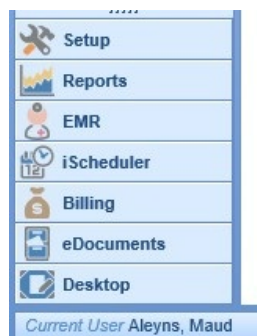 Setup
Reports
EMR
iScheduler
Billing
eDocuments
Desktop
Current User Aleyns, Maud